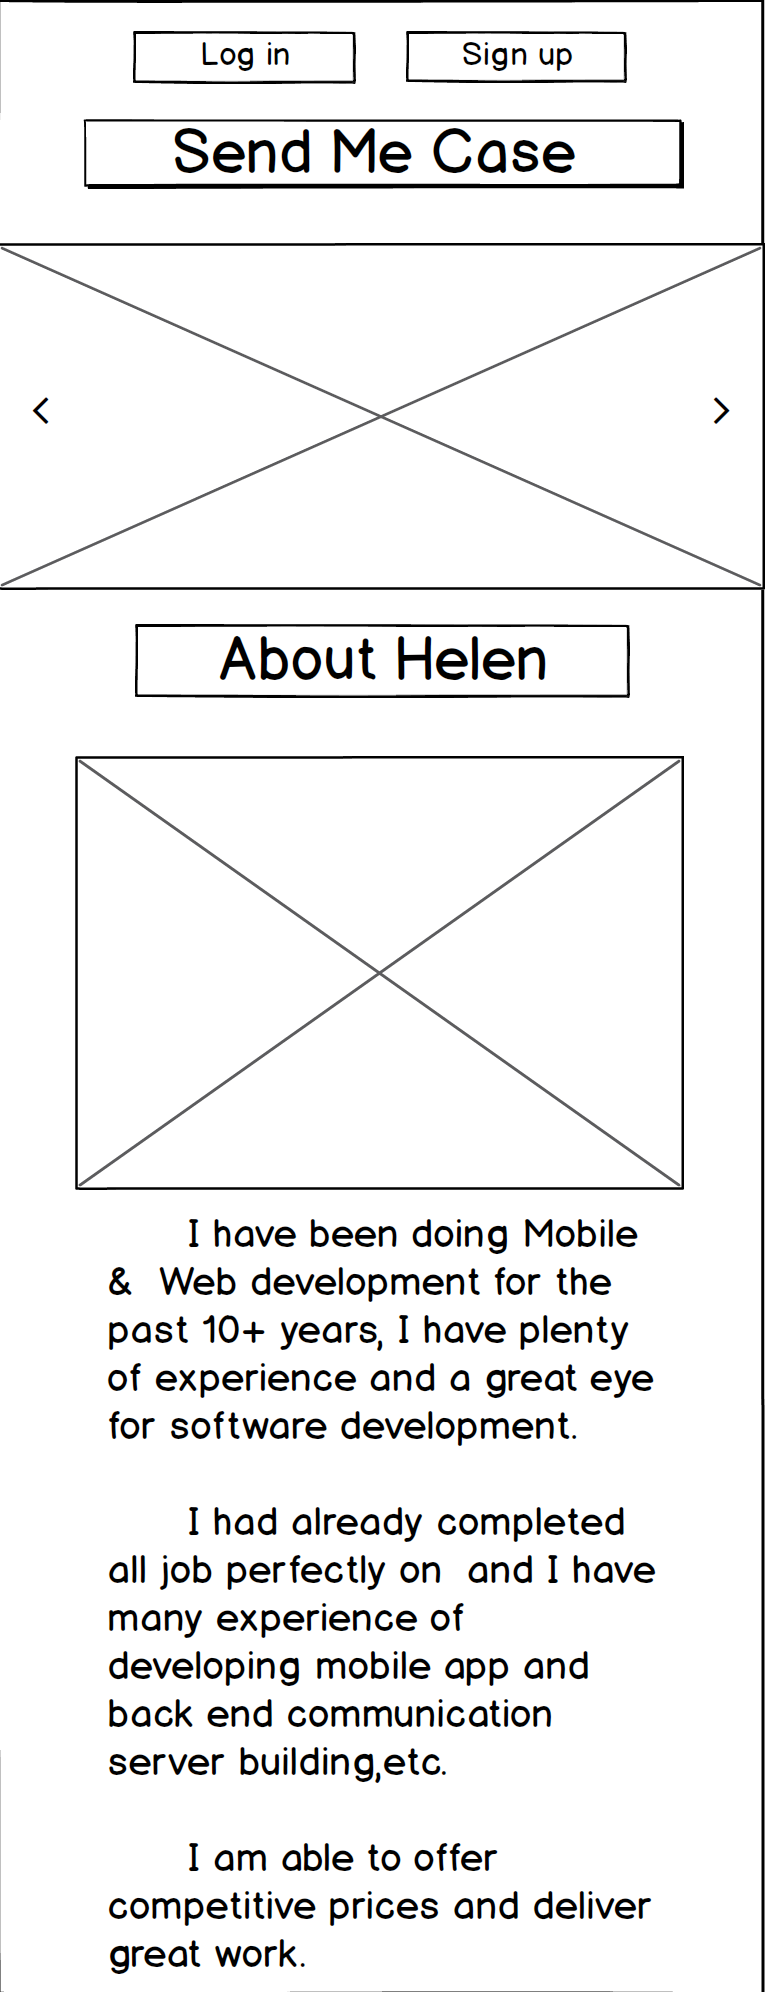 Log in
Sign up
Send Me Case
About Helen
I have been doing Mobile
&  Web development for the
past 10+ years, I have plenty
of experience and a great eye
for software development.
I had already completed
all job perfectly on  and I have
many experience of
developing mobile app and
back end communication
server building,etc.
I am able to offer
competitive prices and deliver
great work.